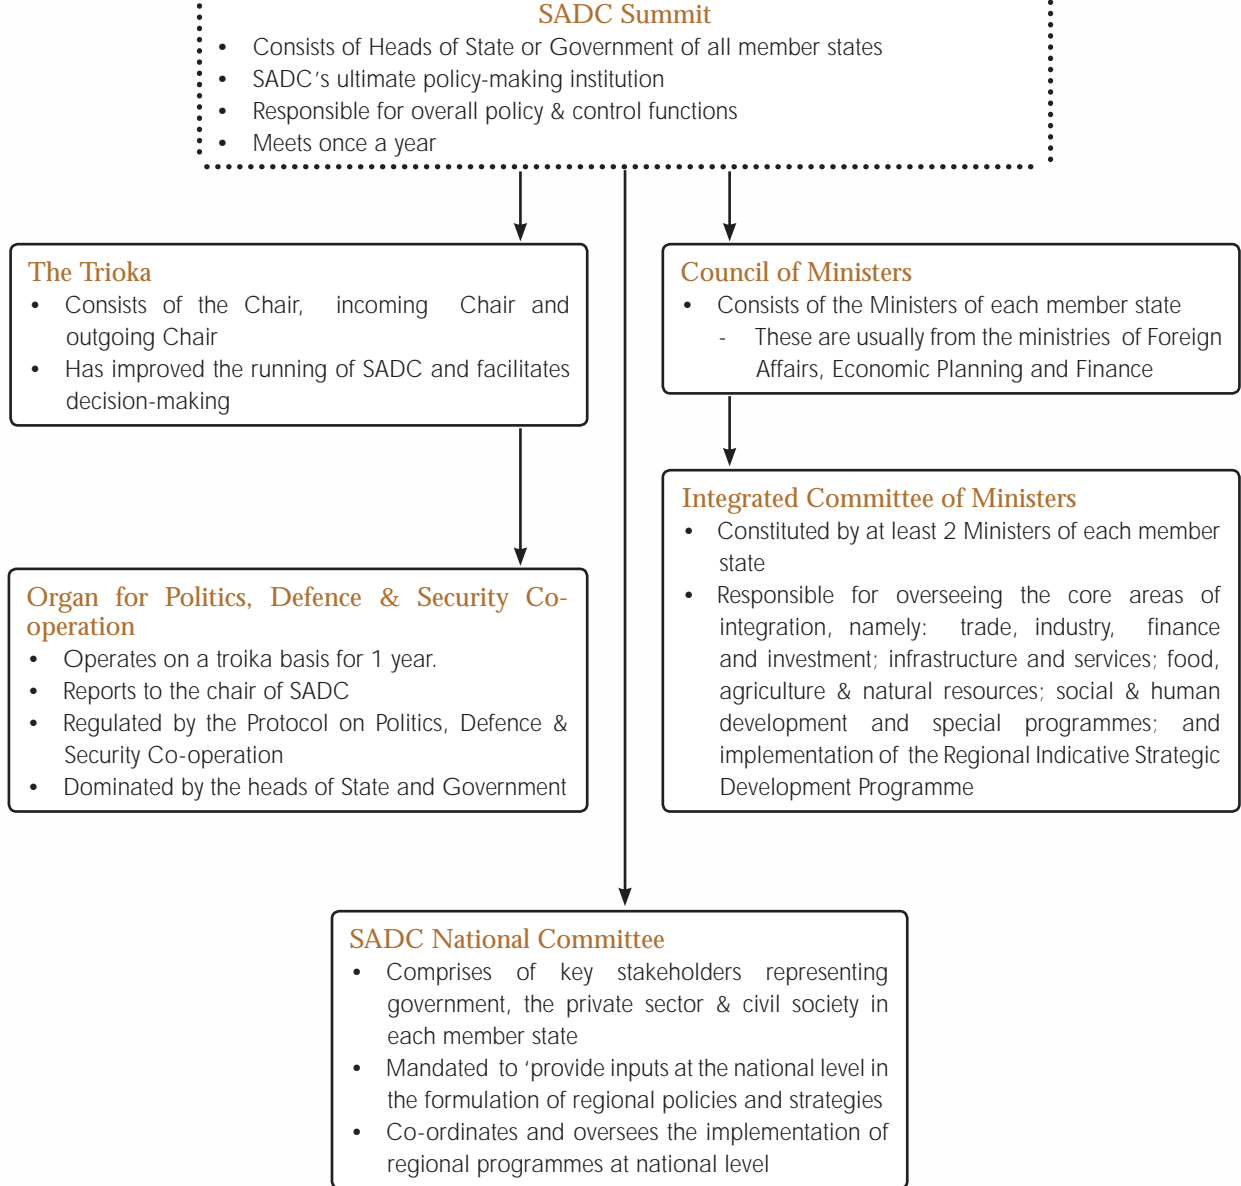 SADC Summit
• Consists of Heads of State or Government of all member states
• SADC's ultimate policy-making institution
• Responsible for overall policy & control functions
• Meets once a year
The Trioka
• Consists of the Chair, incoming Chair and
outgoing Chair
• Has improved the running of SADC and facilitates
decision-making
Council of Ministers
• Consists of the Ministers of each member state
- These are usually from the ministries of Foreign
Affairs, Economic Planning and Finance
Organ for Politics, Defence & Security Co-
operation
• Operates on a troika basis for 1 year.
• Reports to the chair of SADC
• Regulated by the Protocol on Politics, Defence &
Security Co-operation
• Dominated by the heads of State and Government
Integrated Committee of Ministers
• Constituted by at least 2 Ministers of each member
state
• Responsible for overseeing the core areas of
integration, namely: trade, industry, finance
and investment; infrastructure and services; food,
agriculture & natural resources; social & human
development and special programmes; and
implementation of the Regional Indicative Strategic
Development Programme
SADC National Committee
• Comprises of key stakeholders representing
government, the private sector & civil society in
each member state
• Mandated to 'provide inputs at the national level in
the formulation of regional policies and strategies
• Co-ordinates and oversees the implementation of
regional programmes at national level